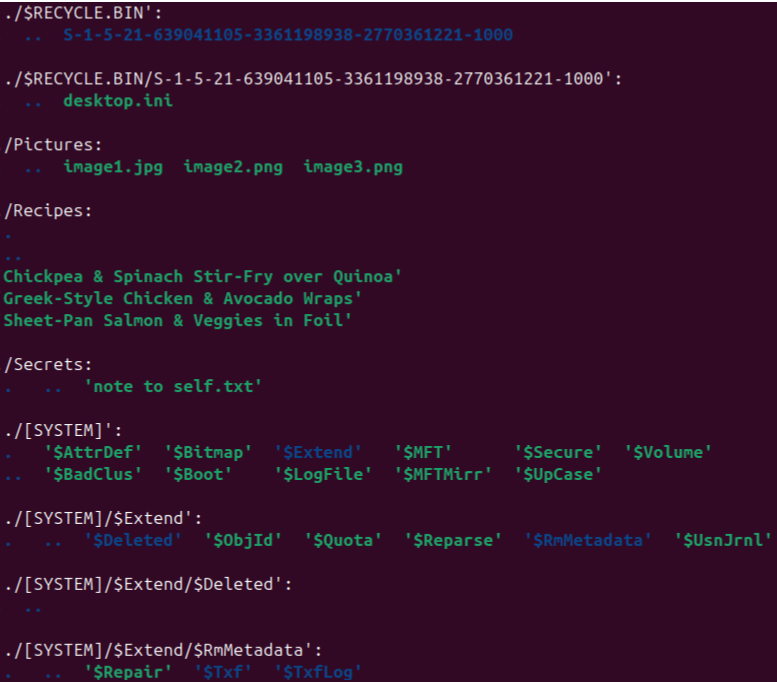 ./$RECYCLE.BIN':
.. S-1-5-21-639041105-3361198938-2770361221-1000
./$RECYCLE.BIN/S-1-5-21-639041105-3361198938-2770361221-1000':
.. desktop.ini
/Pictures:
.. image1.jpg image2.png image3.png
/Recipes:
.
..
Chickpea & Spinach Stir-Fry over Quinoa'
Greek-Style Chicken & Avocado Wraps'
Sheet-Pan Salmon & Veggies in Foil'
/Secrets:
. .. 'note to self.txt'
./[SYSTEM]':
. '$AttrDef' '$Bitmap' '$Extend' '$MFT' '$Secure' '$Volume'
.. '$BadClus' '$Boot' '$LogFile' '$MFTMirr' '$UpCase'
./[SYSTEM]/$Extend':
. .. '$Deleted' '$ObjId' '$Quota' '$Reparse' '$RmMetadata' '$UsnJrnl'
./[SYSTEM]/$Extend/$Deleted':
..
./[SYSTEM]/$Extend/$RmMetadata':
. .. '$Repair' '$Txf' '$TxfLog'